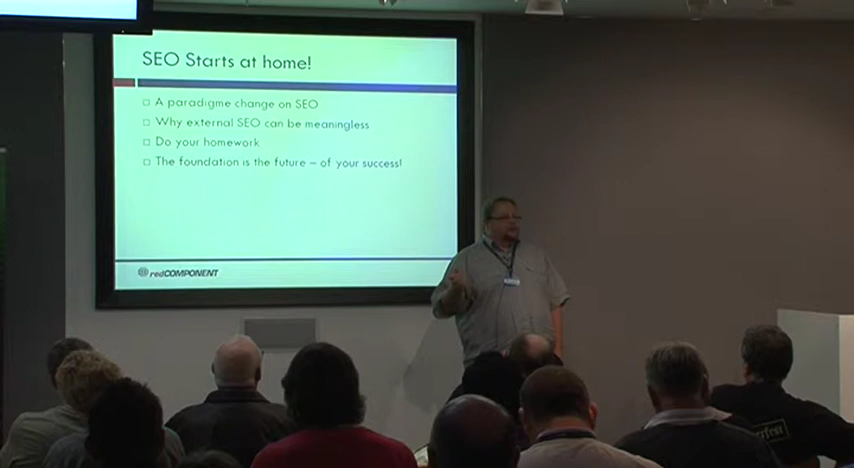 SEO Starts at home!
A paradigme change on SEO
Why external SEO can be meaningless
Do your homework
The foundation is the future – of your success!
redCOMPONENT